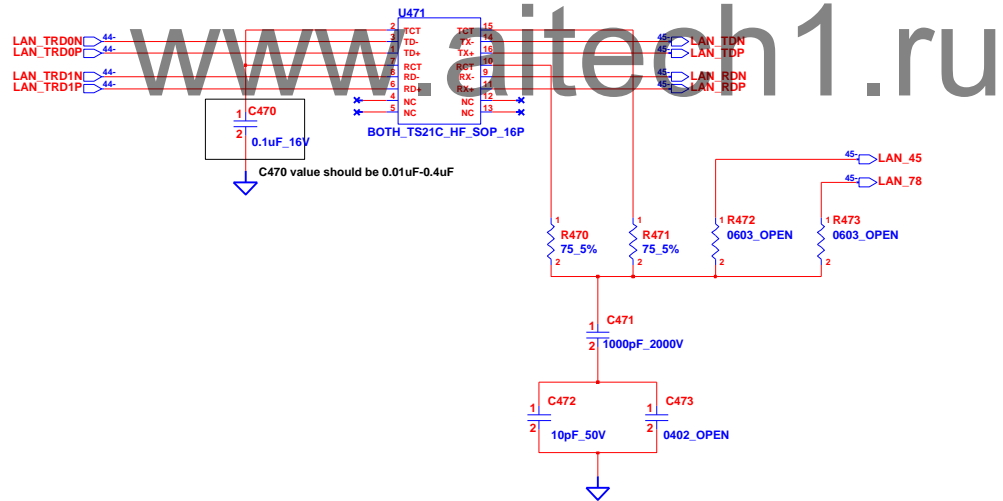 www.aitech1.ru
U471
2 TCT TCT 15
LAN_TRD0N 44- 3 TD- TX- 14 45- LAN_TDN
LAN_TRD0P 44- 1 TD+ TX+ 16 45- LAN_TDP
7 RCT RCT 10
LAN_TRD1N 44- 8 RD- RX- 9 45- LAN_RDN
LAN_TRD1P 44- 6 RD+ RX+ 11 45- LAN_RDP
4 NC NC 12
5 NC NC 13
BOTH_TS21C_HF_SOP_16P
C470
1
2
0.1uF_16V
C470 value should be 0.01uF-0.4uF
45- LAN_45
45- LAN_78
1 R470 75_5% 2
1 R471 75_5% 2
1 R472 0603_OPEN 2
1 R473 0603_OPEN 2
C471
1
2
1000pF_2000V
C472
1
2
10pF_50V
C473
1
2
0402_OPEN